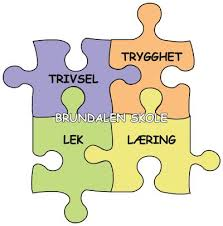 TRIVSEL
TRYGGHET
BRUNDALEN SKOLE
LEK
LÆRING